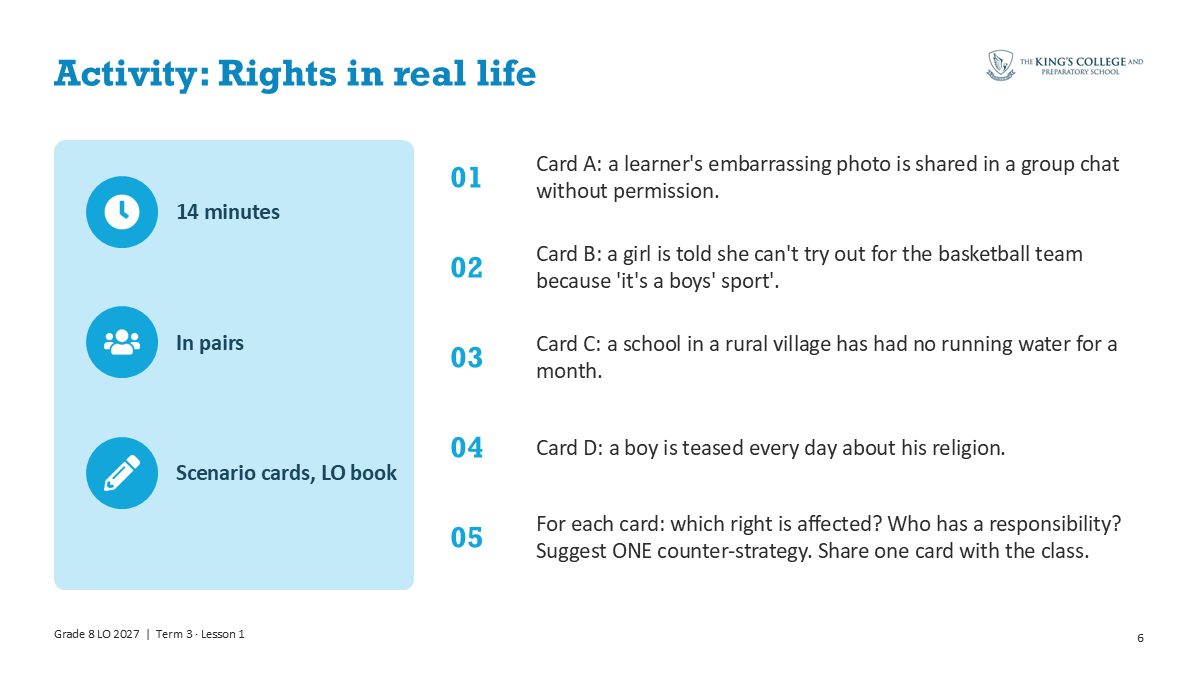 Activity: Rights in real life
THE KING'S COLLEGE AND
PREPARATORY SCHOOL
14 minutes
In pairs
Scenario cards, LO book
01
Card A: a learner's embarrassing photo is shared in a group chat
without permission.
02
Card B: a girl is told she can't try out for the basketball team
because 'it's a boys' sport'.
03
Card C: a school in a rural village has had no running water for a
month.
04
Card D: a boy is teased every day about his religion.
05
For each card: which right is affected? Who has a responsibility?
Suggest ONE counter-strategy. Share one card with the class.
Grade 8 LO 2027 | Term 3 · Lesson 1
6